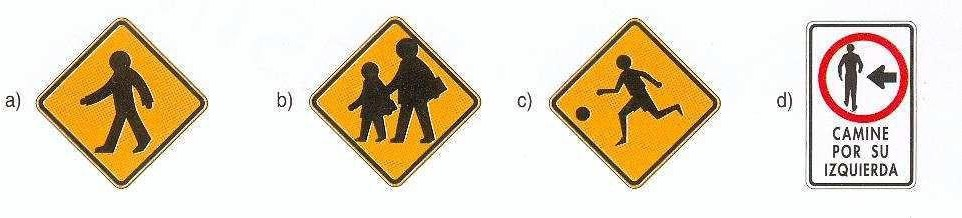 a)
b)
c)
d)
CAMINE
POR SU
IZQUIERDA